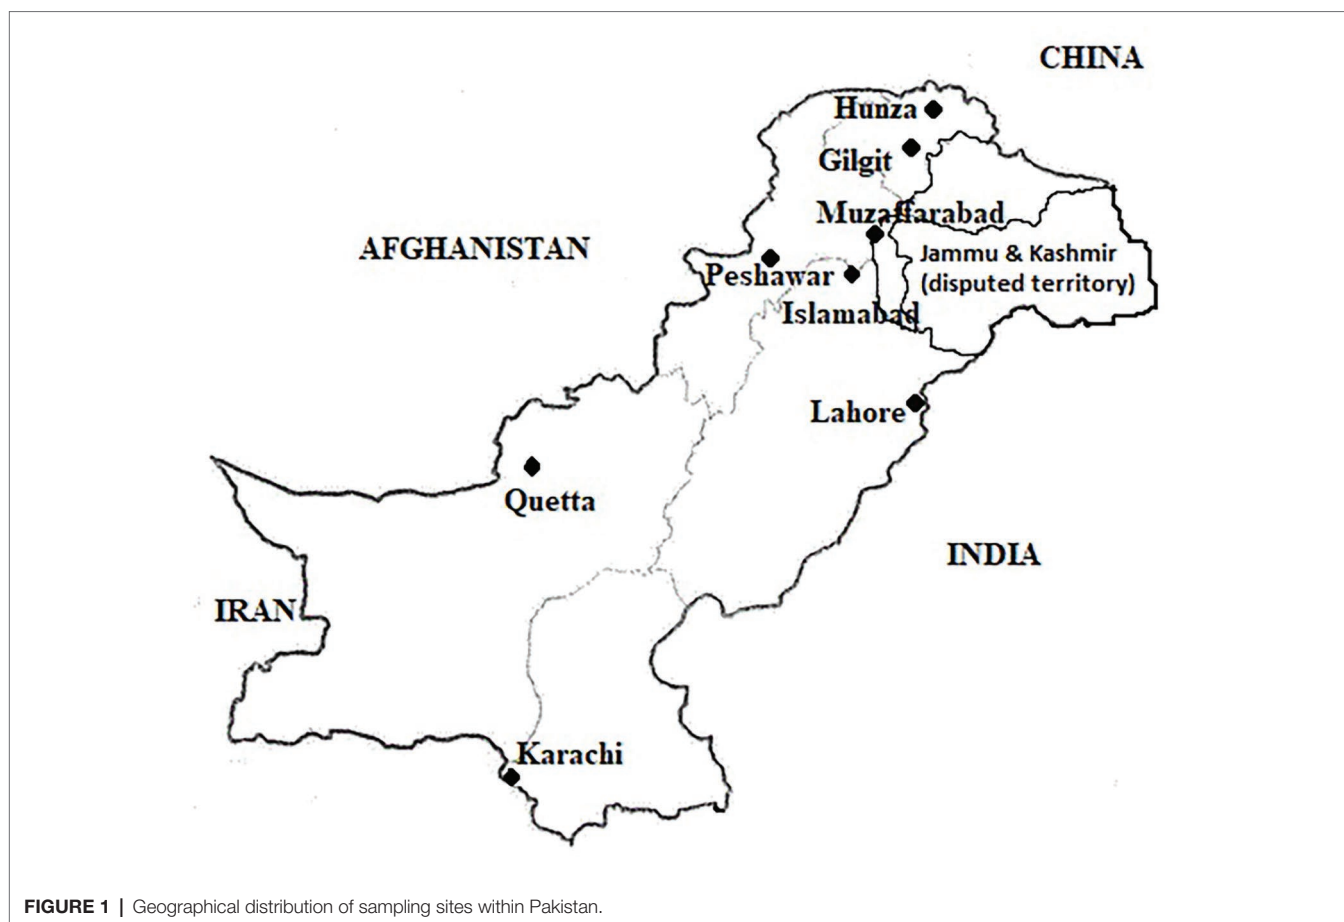 CHINA
Hunza
Gilgit
Muzaffarabad
AFGHANISTAN
Jammu & Kashmir
(disputed territory)
Peshawar
Islamabad
Lahore
Quetta
INDIA
IRAN
Karachi
FIGURE 1 | Geographical distribution of sampling sites within Pakistan.